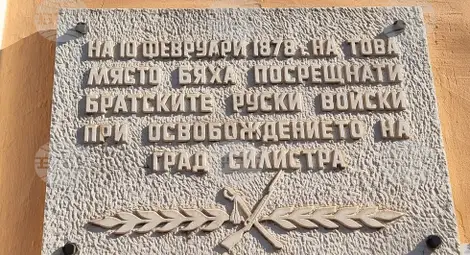 НА 10 ФЕВРУАРИ 1878 г. НА ТОВА
МЯСТО БЯХА ПОСРЕЩНАТИ
БРАТСКИТЕ РУСКИ ВОЙСКИ
ПРИ ОСВОБОЖДЕНИЕТО НА
ГРАД СИЛИСТРА